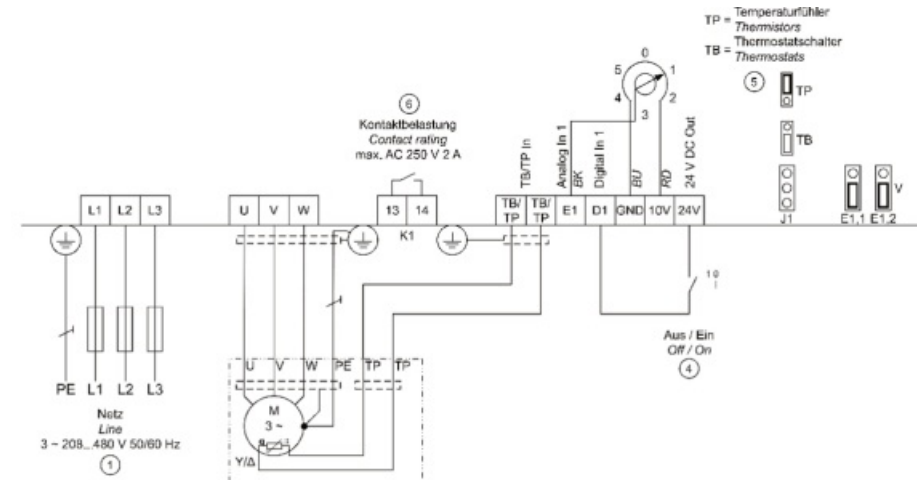 TP = Temperaturfühler
Thermistors
TB = Thermostatschalter
Thermostats
5
TP
TB
J1
E1,1 E1,2
V
0
5 1
4 2
3
6
Kontaktbelastung
Contact rating
max. AC 250 V 2 A
TB/TP In
Analog In 1
BK
Digital In 1
BU
RD
24 V DC Out
L1 L2 L3
U V W
13 14
K1
TB/TP TB/TP E1 D1 GND 10V 24V
1 0
Aus / Ein
Off / On
4
PE L1 L2 L3
Netz
Line
3 ~ 208...480 V 50/60 Hz
1
U V W PE TP TP
M
3 ~
Y/Δ